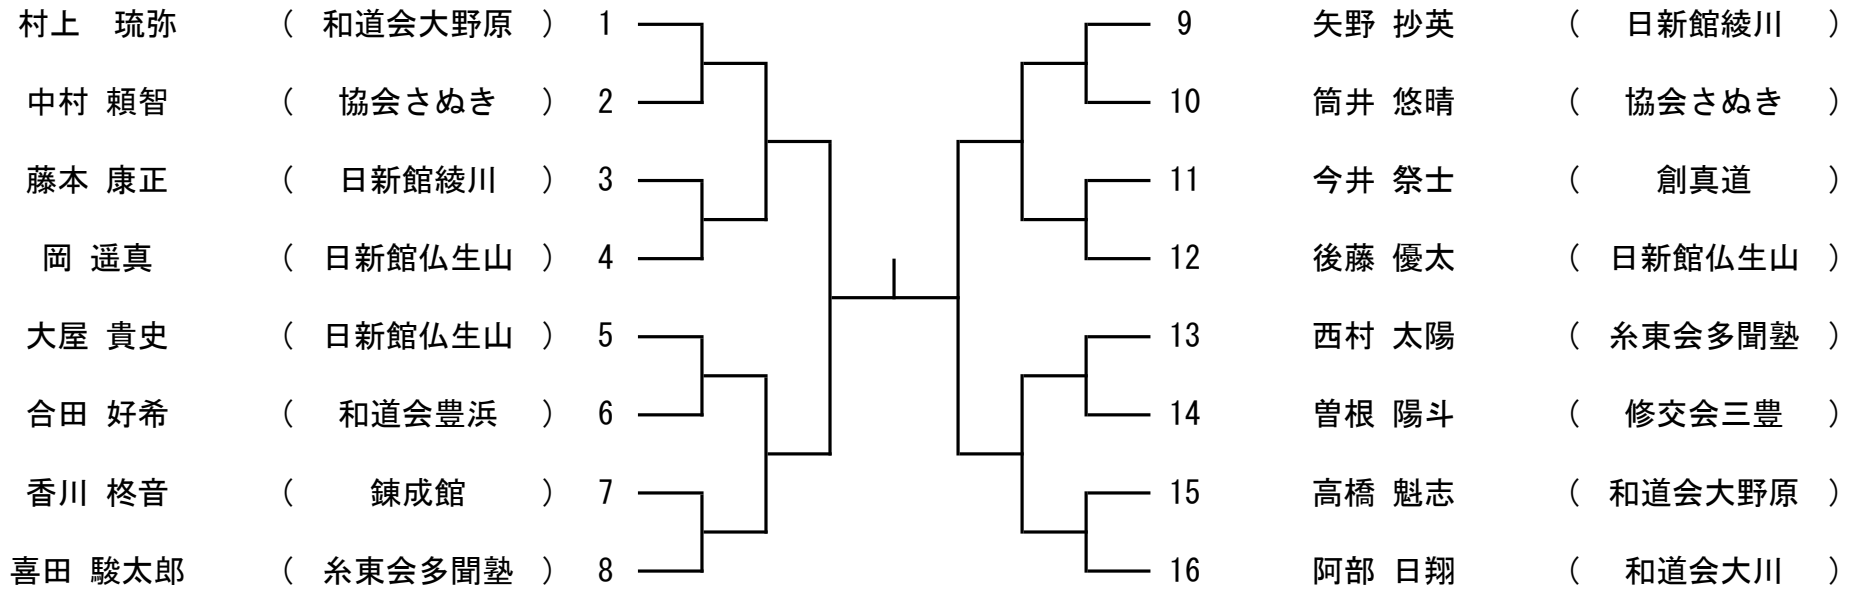 村上　琉弥 （ 和道会大野原 ） 1 9 矢野 抄英 （ 日新館綾川 ）
中村 頼智 （ 協会さぬき ） 2 10 筒井 悠晴 （ 協会さぬき ）
藤本 康正 （ 日新館綾川 ） 3 11 今井 祭士 （ 創真道 ）
岡 遥真 （ 日新館仏生山 ） 4 12 後藤 優太 （ 日新館仏生山 ）
大屋 貴史 （ 日新館仏生山 ） 5 13 西村 太陽 （ 糸東会多聞塾 ）
合田 好希 （ 和道会豊浜 ） 6 14 曽根 陽斗 （ 修交会三豊 ）
香川 柊音 （ 錬成館 ） 7 15 高橋 魁志 （ 和道会大野原 ）
喜田 駿太郎 （ 糸東会多聞塾 ） 8 16 阿部 日翔 （ 和道会大川 ）